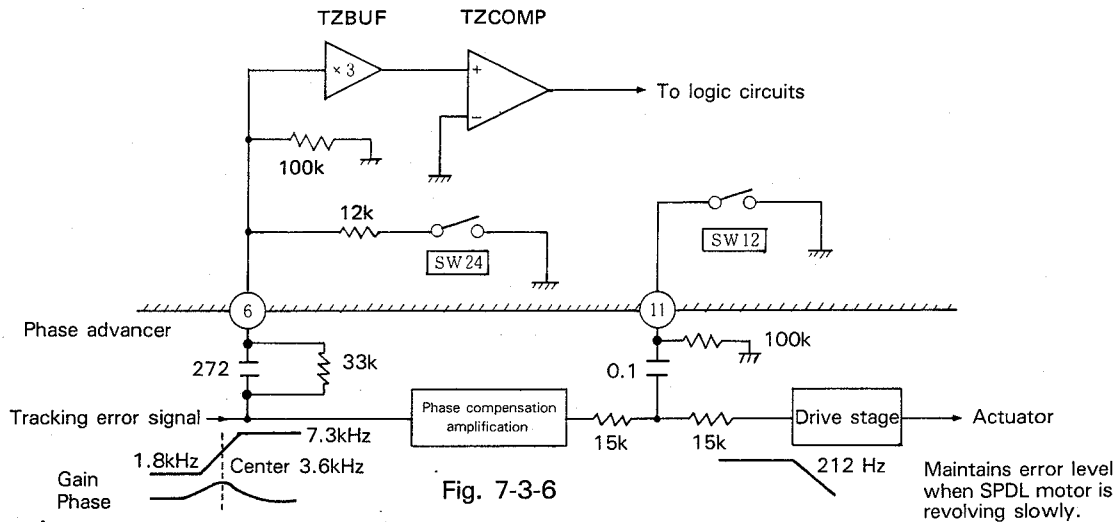 TZBUF
TZCOMP
× 3
+
−
To logic circuits
100k
12k
SW24
SW12
6
11
Phase advancer
272
33k
0.1
100k
Tracking error signal
Phase compensation
amplification
15k
15k
Drive stage
Actuator
1.8kHz
7.3kHz
Center 3.6kHz
Gain
Phase
212 Hz
Fig. 7-3-6
Maintains error level
when SPDL motor is
revolving slowly.